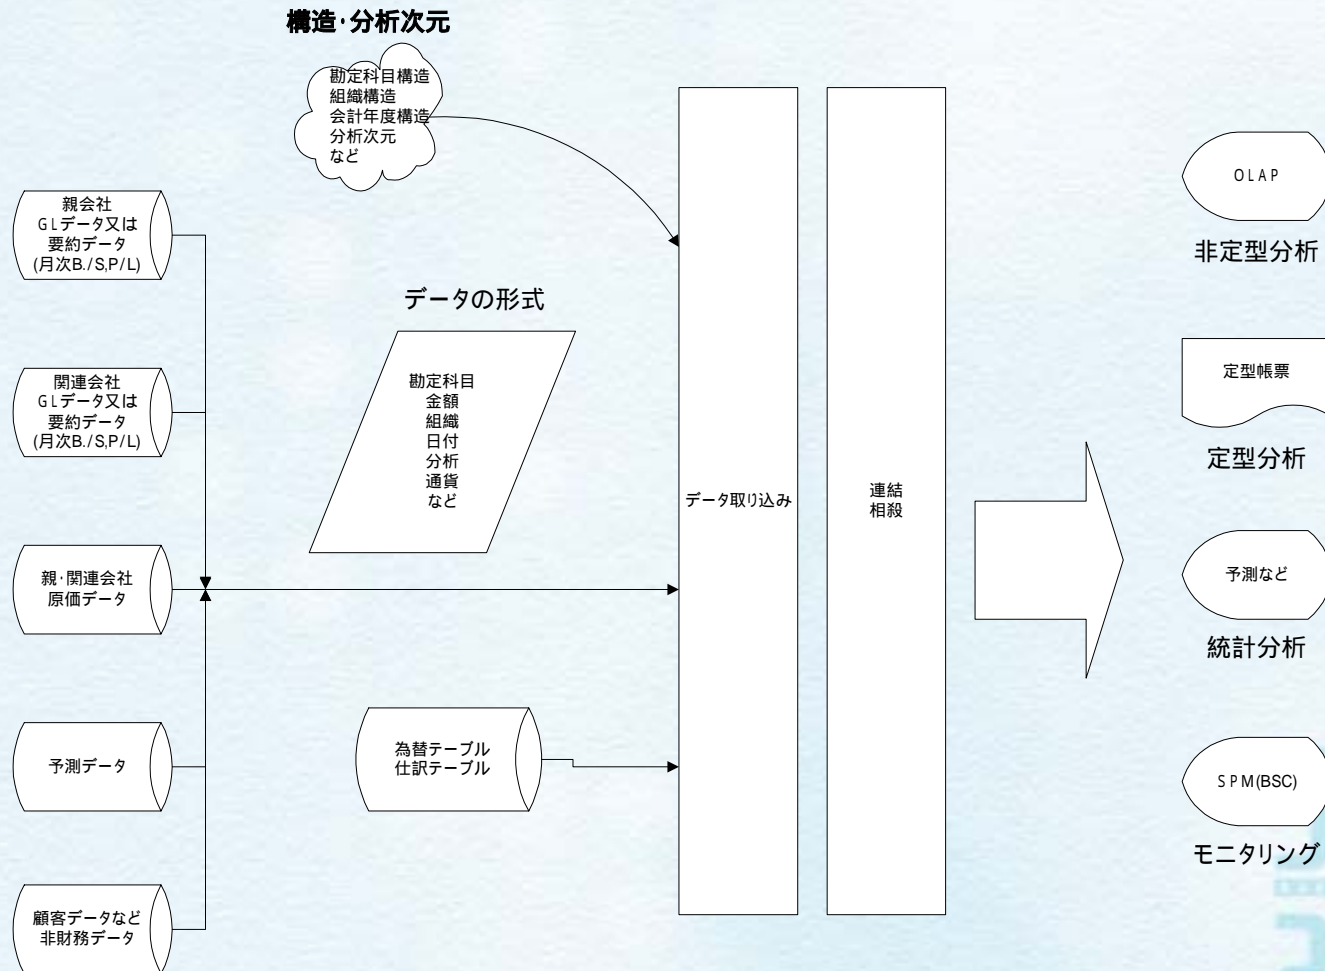 構造・分析次元
勘定科目構造
組織構造
会計年度構造
分析次元
など
親会社
GLデータ又は
要約データ
(月次B./S,P/L)
関連会社
GLデータ又は
要約データ
(月次B./S,P/L)
親・関連会社
原価データ
予測データ
顧客データなど
非財務データ
データの形式
勘定科目
金額
組織
日付
分析
通貨
など
為替テーブル
仕訳テーブル
データ取り込み
連結
相殺
OLAP
非定型分析
定型帳票
定型分析
予測など
統計分析
SPM(BSC)
モニタリング